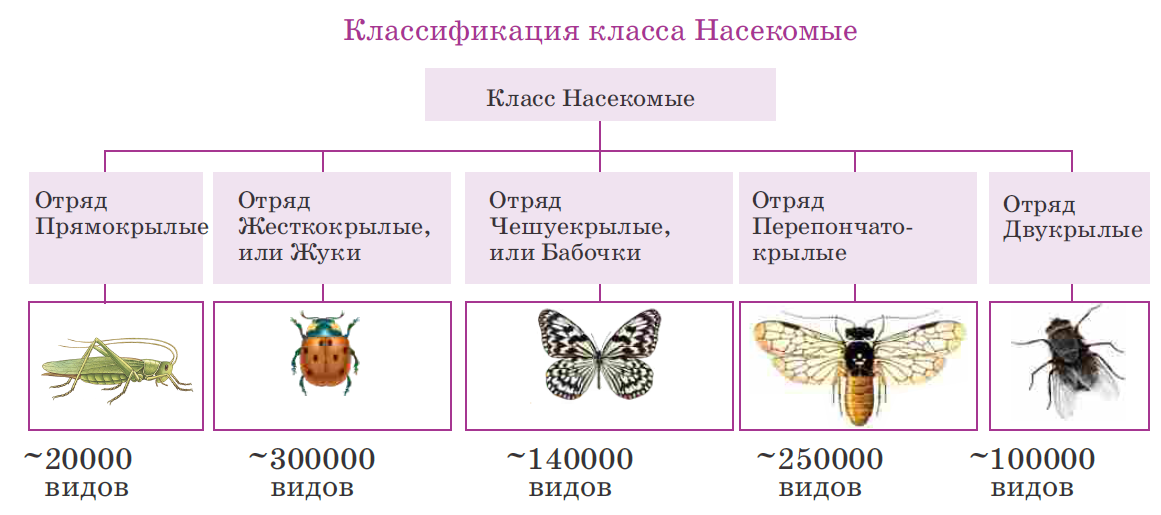 Классификация класса Насекомые
Класс Насекомые
Отряд
Прямокрылые
Отряд
Жесткокрылые,
или Жуки
Отряд
Чешуекрылые,
или Бабочки
Отряд
Перепончато-
крылые
Отряд
Двукрылые
~20000
видов
~300000
видов
~140000
видов
~250000
видов
~100000
видов